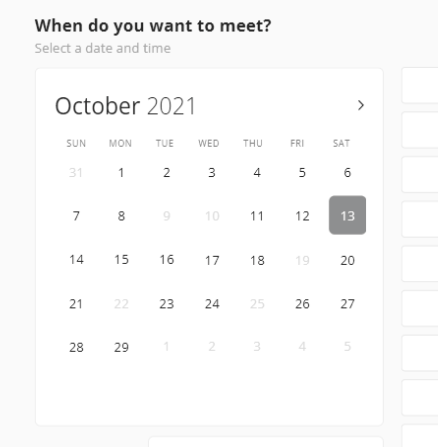 When do you want to meet?
Select a date and time
October 2021
SUN MON TUE WED THU FRI SAT
31 1 2 3 4 5 6
7 8 9 10 11 12 13
14 15 16 17 18 19 20
21 22 23 24 25 26 27
28 29 1 2 3 4 5